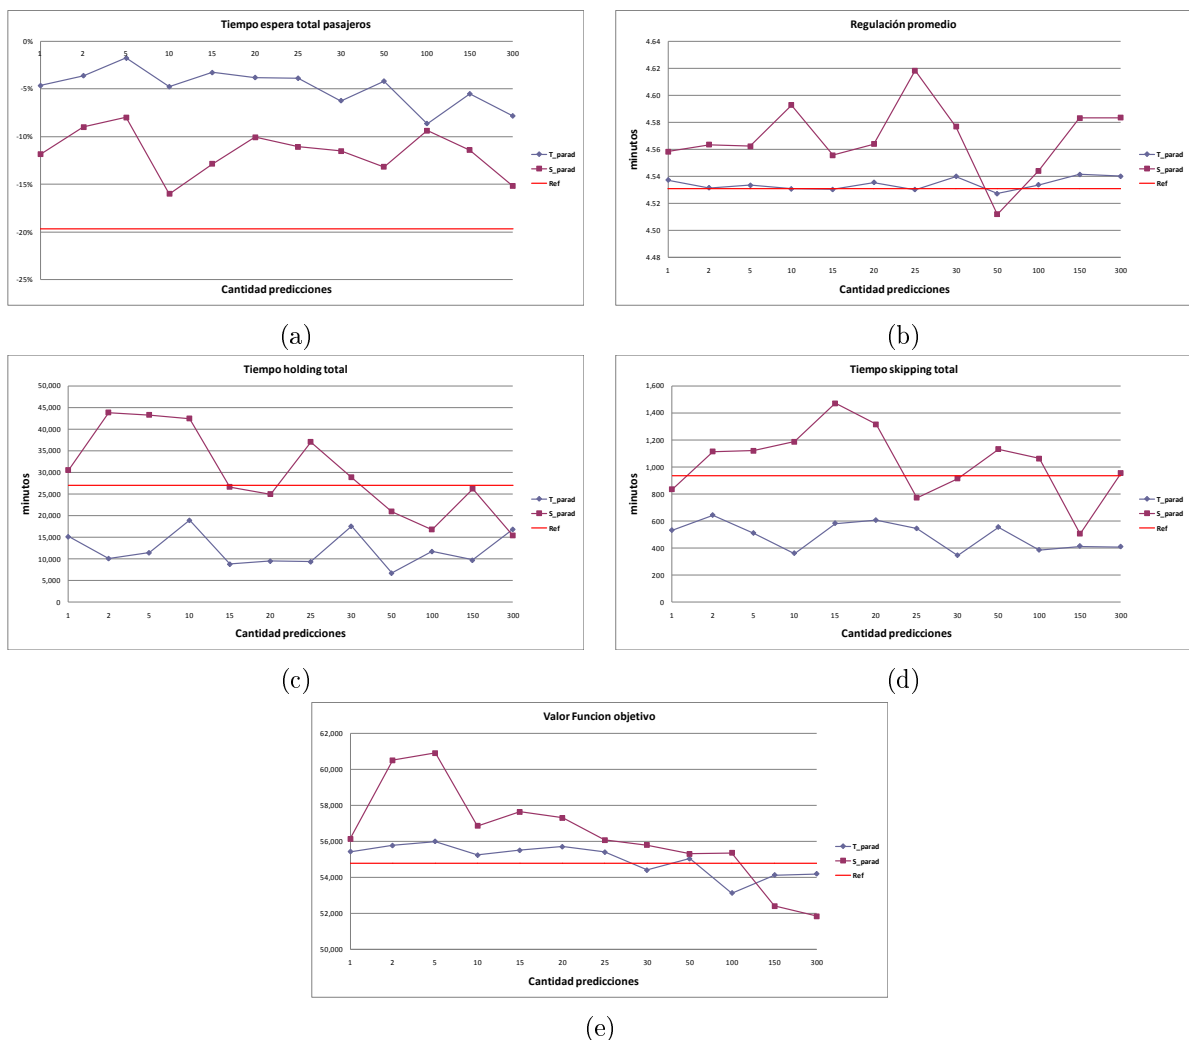 Tiempo espera total pasajeros
0%
-5%
-10%
-15%
-20%
-25%
1 2 5 10 15 20 25 30 50 100 150 300
Cantidad predicciones
T_parad
S_parad
Ref
(a)
Regulación promedio
minutos
4.64
4.62
4.60
4.58
4.56
4.54
4.52
4.50
4.48
1 2 5 10 15 20 25 30 50 100 150 300
Cantidad predicciones
T_parad
S_parad
Ref
(b)
Tiempo holding total
minutos
50,000
45,000
40,000
35,000
30,000
25,000
20,000
15,000
10,000
5,000
0
1 2 5 10 15 20 25 30 50 100 150 300
Cantidad predicciones
T_parad
S_parad
Ref
(c)
Tiempo skipping total
minutos
1,600
1,400
1,200
1,000
800
600
400
200
0
1 2 5 10 15 20 25 30 50 100 150 300
Cantidad predicciones
T_parad
S_parad
Ref
(d)
Valor Funcion objetivo
62,000
60,000
58,000
56,000
54,000
52,000
50,000
1 2 5 10 15 20 25 30 50 100 150 300
Cantidad predicciones
T_parad
S_parad
Ref
(e)